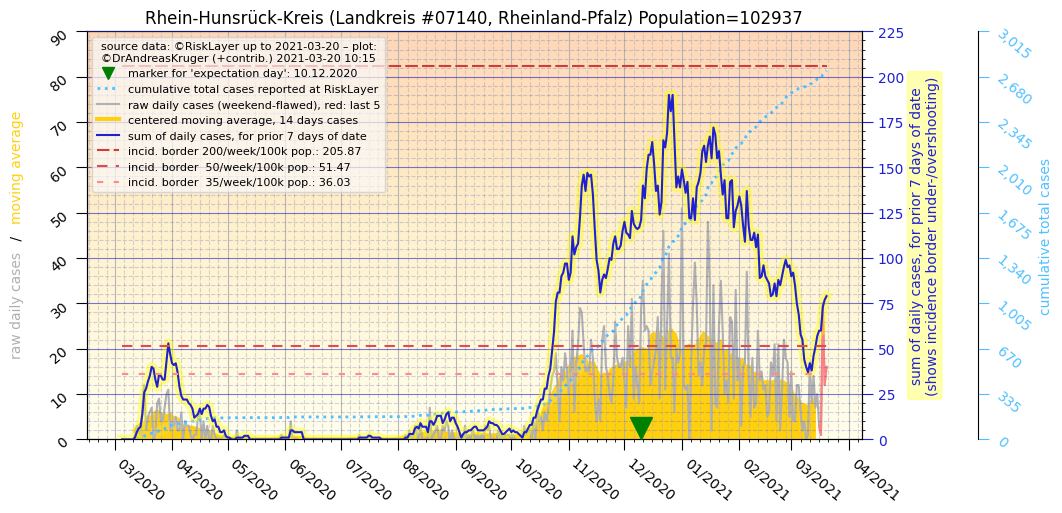 Rhein-Hunsrück-Kreis (Landkreis #07140, Rheinland-Pfalz) Population=102937
source data: ©RiskLayer up to 2021-03-20 – plot:
©DrAndreasKruger (+contrib.) 2021-03-20 10:15
marker for 'expectation day': 10.12.2020
cumulative total cases reported at RiskLayer
raw daily cases (weekend-flawed), red: last 5
centered moving average, 14 days cases
sum of daily cases, for prior 7 days of date
incid. border 200/week/100k pop.: 205.87
incid. border  50/week/100k pop.: 51.47
incid. border  35/week/100k pop.: 36.03
raw daily cases  /  moving average
90
80
70
60
50
40
30
20
10
0
225
200
175
150
125
100
75
50
25
0
sum of daily cases, for prior 7 days of date
(shows incidence border under-/overshooting)
3,015
2,680
2,345
2,010
1,675
1,340
1,005
670
335
0
cumulative total cases
03/2020
04/2020
05/2020
06/2020
07/2020
08/2020
09/2020
10/2020
11/2020
12/2020
01/2021
02/2021
03/2021
04/2021